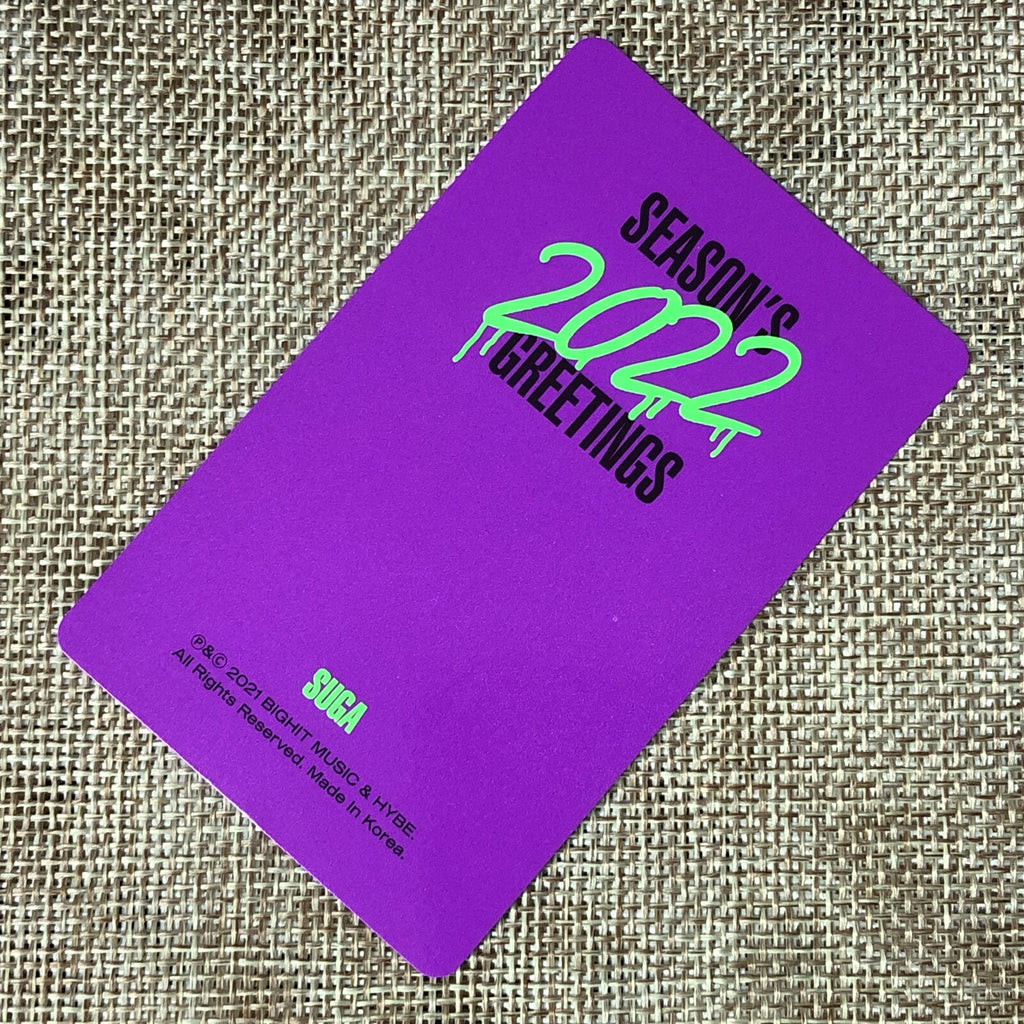 SEASON'S
2022
GREETINGS
SUGA
℗&© 2021 BIGHIT MUSIC & HYBE.
All Rights Reserved. Made In Korea.